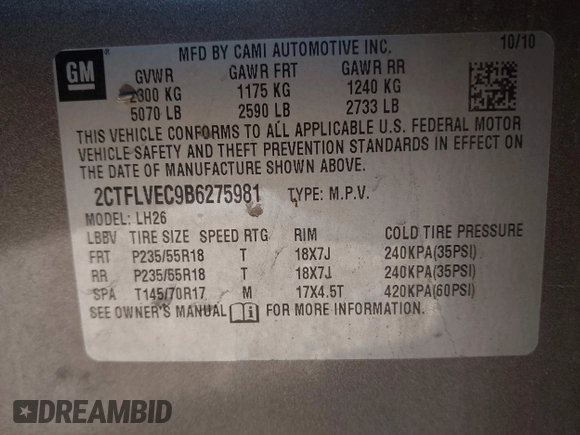 GM
MFD BY CAMI AUTOMOTIVE INC. 10/10
GVWR GAWR FRT GAWR RR
2300 KG 1175 KG 1240 KG
5070 LB 2590 LB 2733 LB
THIS VEHICLE CONFORMS TO ALL APPLICABLE U.S. FEDERAL MOTOR
VEHICLE SAFETY AND THEFT PREVENTION STANDARDS IN EFFECT ON
THE DATE OF MANUFACTURE SHOWN ABOVE.
2CTFLVEC9B6275981 TYPE: M.P.V.
MODEL: LH26
LBBV TIRE SIZE SPEED RTG RIM COLD TIRE PRESSURE
FRT P235/55R18 T 18X7J 240KPA(35PSI)
RR P235/55R18 T 18X7J 240KPA(35PSI)
SPA T145/70R17 M 17X4.5T 420KPA(60PSI)
SEE OWNER'S MANUAL FOR MORE INFORMATION.
DREAMBID